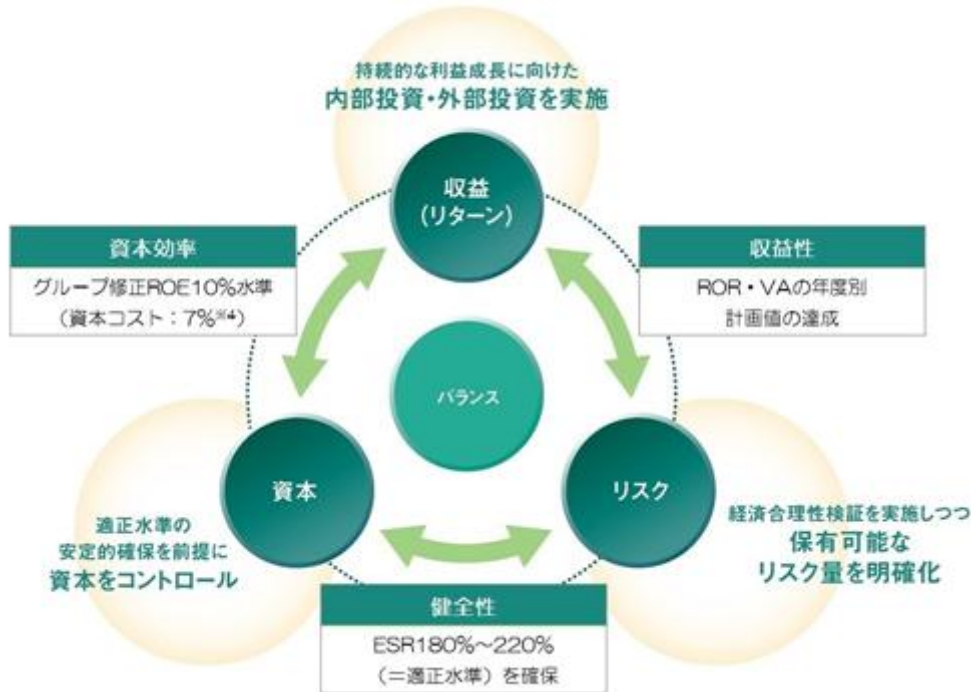 持続的な利益成長に向けた
内部投資・外部投資を実施
収益
(リターン)
資本効率
グループ修正ROE10%水準
(資本コスト:7%※4)
収益性
ROR・VAの年度別
計画値の達成
バランス
資本
リスク
適正水準の
安定的確保を前提に
資本をコントロール
経済合理性検証を実施しつつ
保有可能な
リスク量を明確化
健全性
ESR180%～220%
(=適正水準)を確保